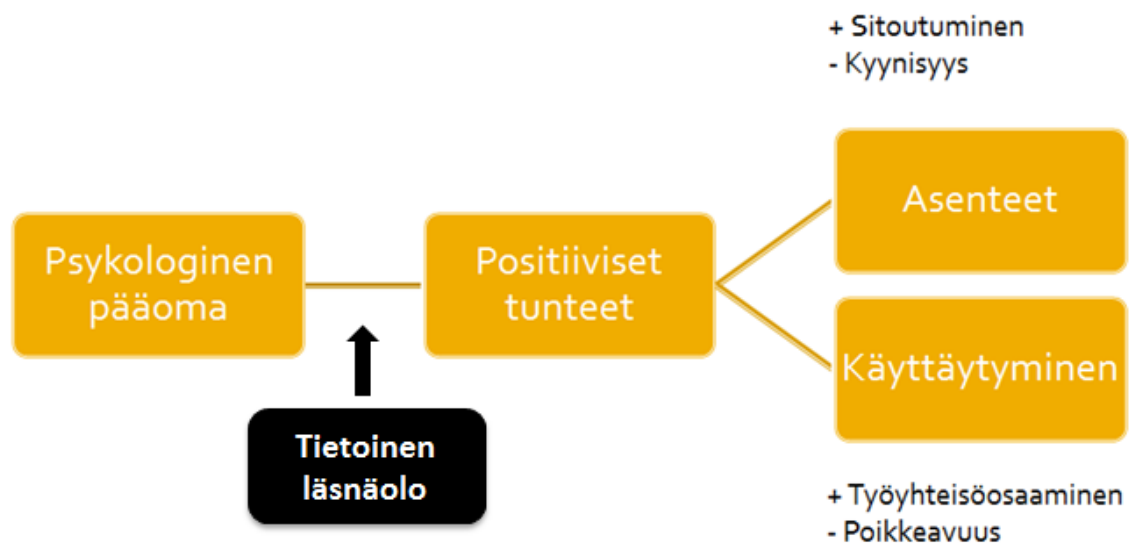 + Sitoutuminen
- Kyynisyys
Asenteet
Psykologinen
pääoma
Positiiviset
tunteet
Käyttäytyminen
Tietoinen
läsnäolo
+ Työyhteisöosaaminen
- Poikkeavuus